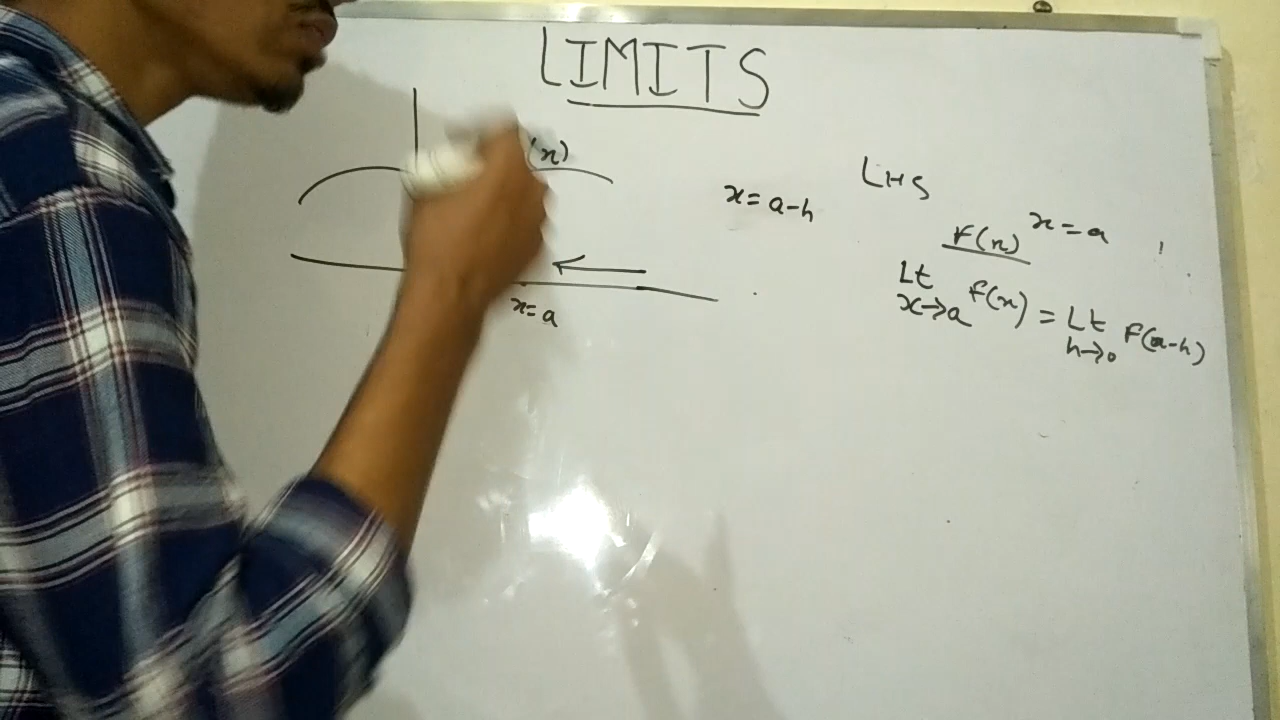 LIMITS
(x)
x=a
x=a-h
LHS
F(x) x=a
Lt x→a F(x) = Lt h→0 F(a-h)